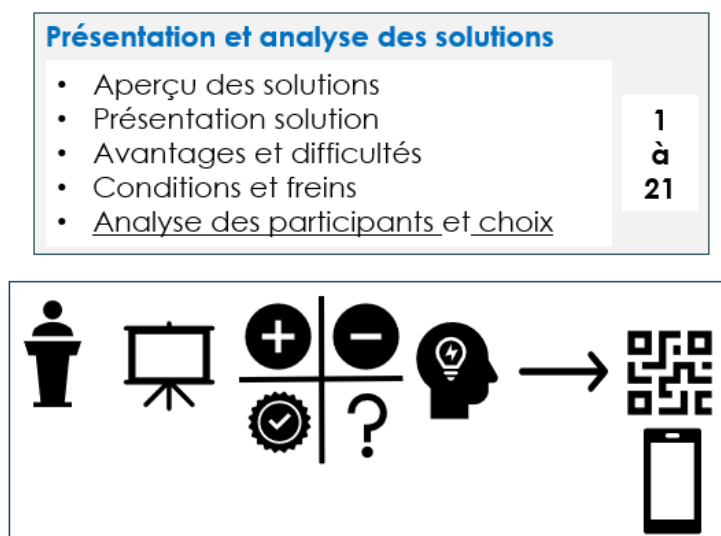 Présentation et analyse des solutions
• Aperçu des solutions
• Présentation solution
• Avantages et difficultés
• Conditions et freins
• Analyse des participants et choix
1
à
21
+
-
?